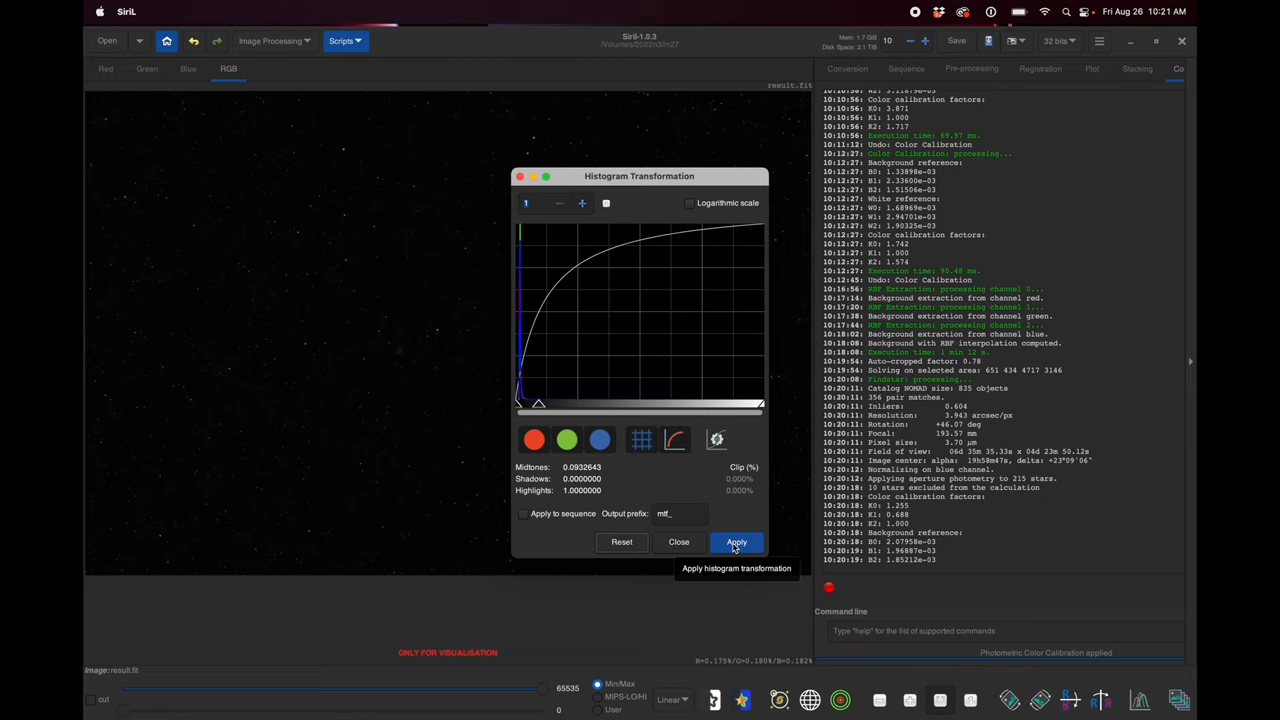 SiriL
Fri Aug 26 10:21 AM
Open
Image Processing
Scripts
Siril-1.0.3
/Volumes/2022n3/m27
Mem: 1.7 GiB
Disk Space: 2.1 TiB
10
Save
32 bits
Red
Green
Blue
RGB
Conversion
Sequence
Pre-processing
Registration
Plot
Stacking
Co
result.fit
10:10:56: Color calibration factors:
10:10:56: K0: 3.871
10:10:56: K1: 1.000
10:10:56: K2: 1.717
10:10:56: Execution time: 69.97 ms.
10:11:12: Undo: Color Calibration
10:12:27: Color Calibration: processing...
10:12:27: Background reference:
10:12:27: B0: 1.33898e-03
10:12:27: B1: 2.33600e-03
10:12:27: B2: 1.51506e-03
10:12:27: White reference:
10:12:27: W0: 1.68969e-03
10:12:27: W1: 2.94701e-03
10:12:27: W2: 1.90325e-03
10:12:27: Color calibration factors:
10:12:27: K0: 1.742
10:12:27: K1: 1.000
10:12:27: K2: 1.574
10:12:27: Execution time: 90.48 ms.
10:12:45: Undo: Color Calibration
10:16:56: RBF Extraction: processing channel 0...
10:17:14: Background extraction from channel red.
10:17:20: RBF Extraction: processing channel 1...
10:17:38: Background extraction from channel green.
10:17:44: RBF Extraction: processing channel 2...
10:18:02: Background extraction from channel blue.
10:18:08: Background with RBF interpolation computed.
10:18:08: Execution time: 1 min 12 s.
10:19:54: Auto-cropped factor: 0.78
10:19:54: Solving on selected area: 651 434 4717 3146
10:20:08: Findstar: processing...
10:20:11: Catalog NOMAD size: 835 objects
10:20:11: 356 pair matches.
10:20:11: Inliers: 0.604
10:20:11: Resolution: 3.943 arcsec/px
10:20:11: Rotation: +46.07 deg
10:20:11: Focal: 193.57 mm
10:20:11: Pixel size: 3.70 µm
10:20:11: Field of view: 06d 35m 35.33s x 04d 23m 50.12s
10:20:11: Image center: alpha: 19h58m47s, delta: +23°09'06"
10:20:12: Normalizing on blue channel.
10:20:12: Applying aperture photometry to 215 stars.
10:20:18: 10 stars excluded from the calculation
10:20:18: Color calibration factors:
10:20:18: K0: 1.255
10:20:18: K1: 0.688
10:20:18: K2: 1.000
10:20:18: Background reference:
10:20:18: B0: 2.07958e-03
10:20:19: B1: 1.96887e-03
10:20:19: B2: 1.85212e-03
Histogram Transformation
1
Logarithmic scale
Midtones: 0.0932643
Clip (%)
Shadows: 0.0000000
0.000%
Highlights: 1.0000000
0.000%
Apply to sequence
Output prefix: mtf_
Reset
Close
Apply
Apply histogram transformation
Command line
Type "help" for the list of supported commands
Photometric Color Calibration applied
ONLY FOR VISUALISATION
R=0.175%/G=0.180%/B=0.182%
Image:result.fit
cut
65535
0
Min/Max
MIPS-LO/HI
User
Linear